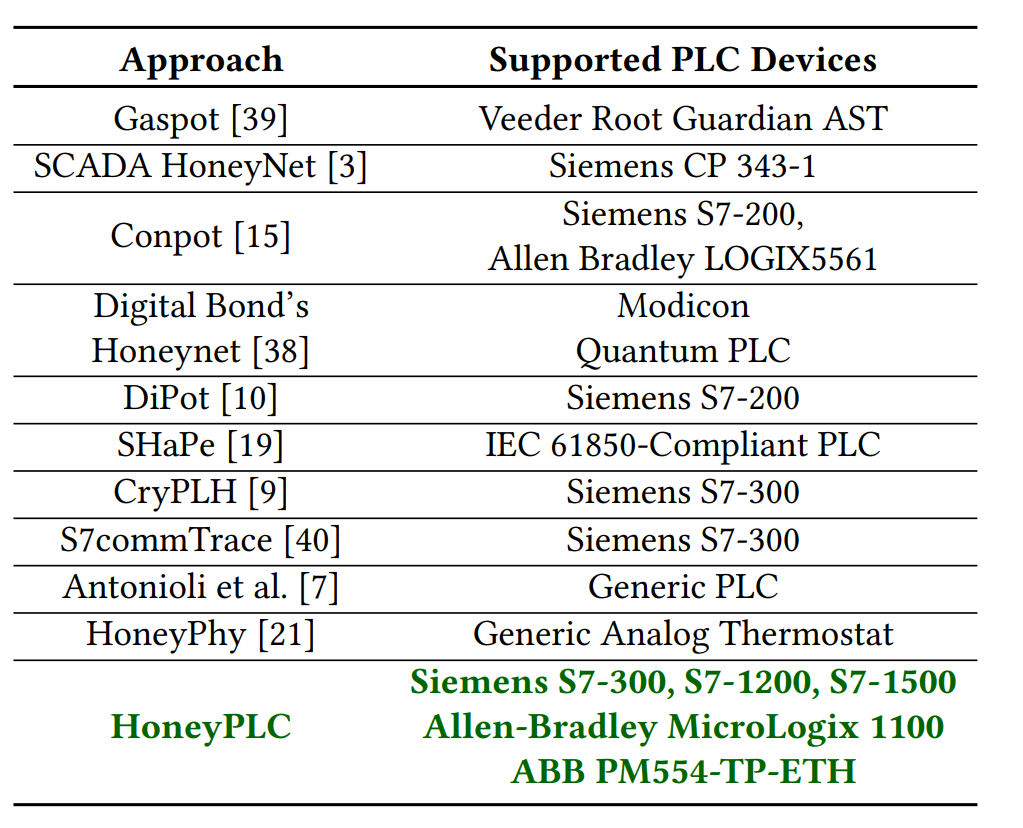 Approach Supported PLC Devices
Gaspot [39] Veeder Root Guardian AST
SCADA HoneyNet [3] Siemens CP 343-1
Conpot [15] Siemens S7-200,
Allen Bradley LOGIX5561
Digital Bond’s Modicon
Honeynet [38] Quantum PLC
DiPot [10] Siemens S7-200
SHaPe [19] IEC 61850-Compliant PLC
CryPLH [9] Siemens S7-300
S7commTrace [40] Siemens S7-300
Antonioli et al. [7] Generic PLC
HoneyPhy [21] Generic Analog Thermostat
Siemens S7-300, S7-1200, S7-1500
HoneyPLC Allen-Bradley MicroLogix 1100
ABB PM554-TP-ETH